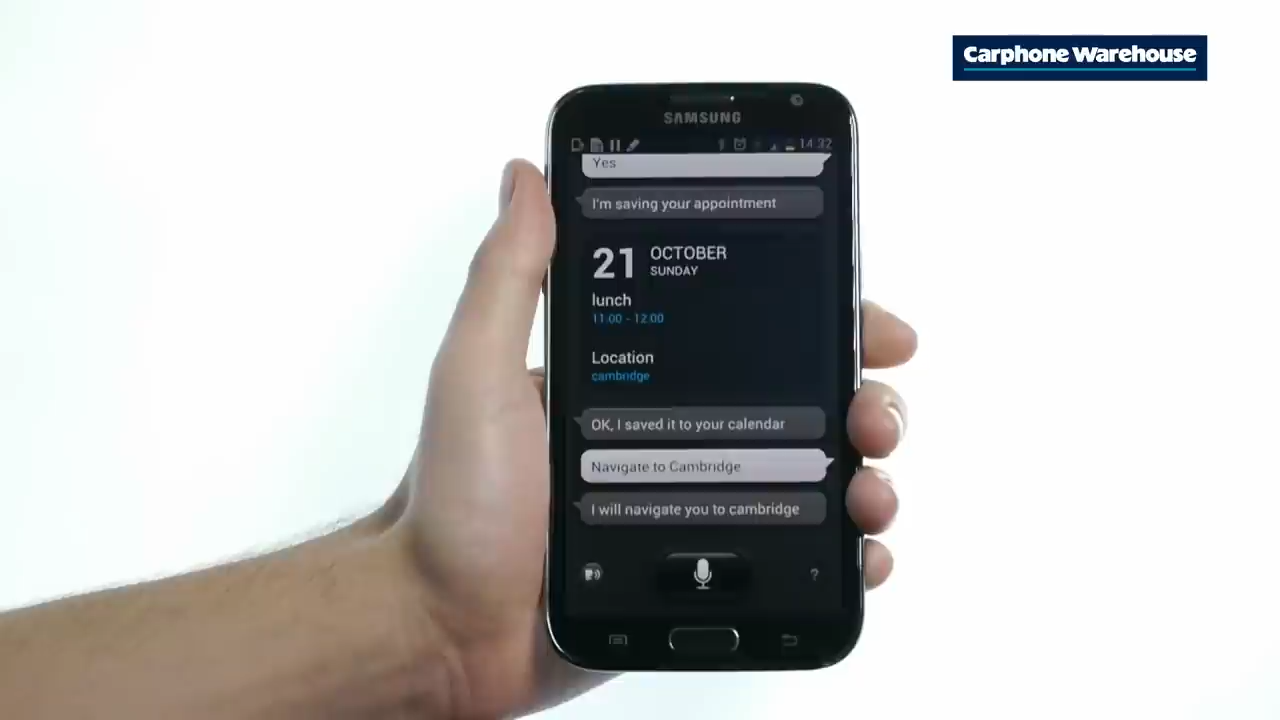 Carphone Warehouse
SAMSUNG
14:32
Yes
I'm saving your appointment
21 OCTOBER
SUNDAY
lunch
11:00 - 12:00
Location
cambridge
OK, I saved it to your calendar
Navigate to Cambridge
I will navigate you to cambridge
?